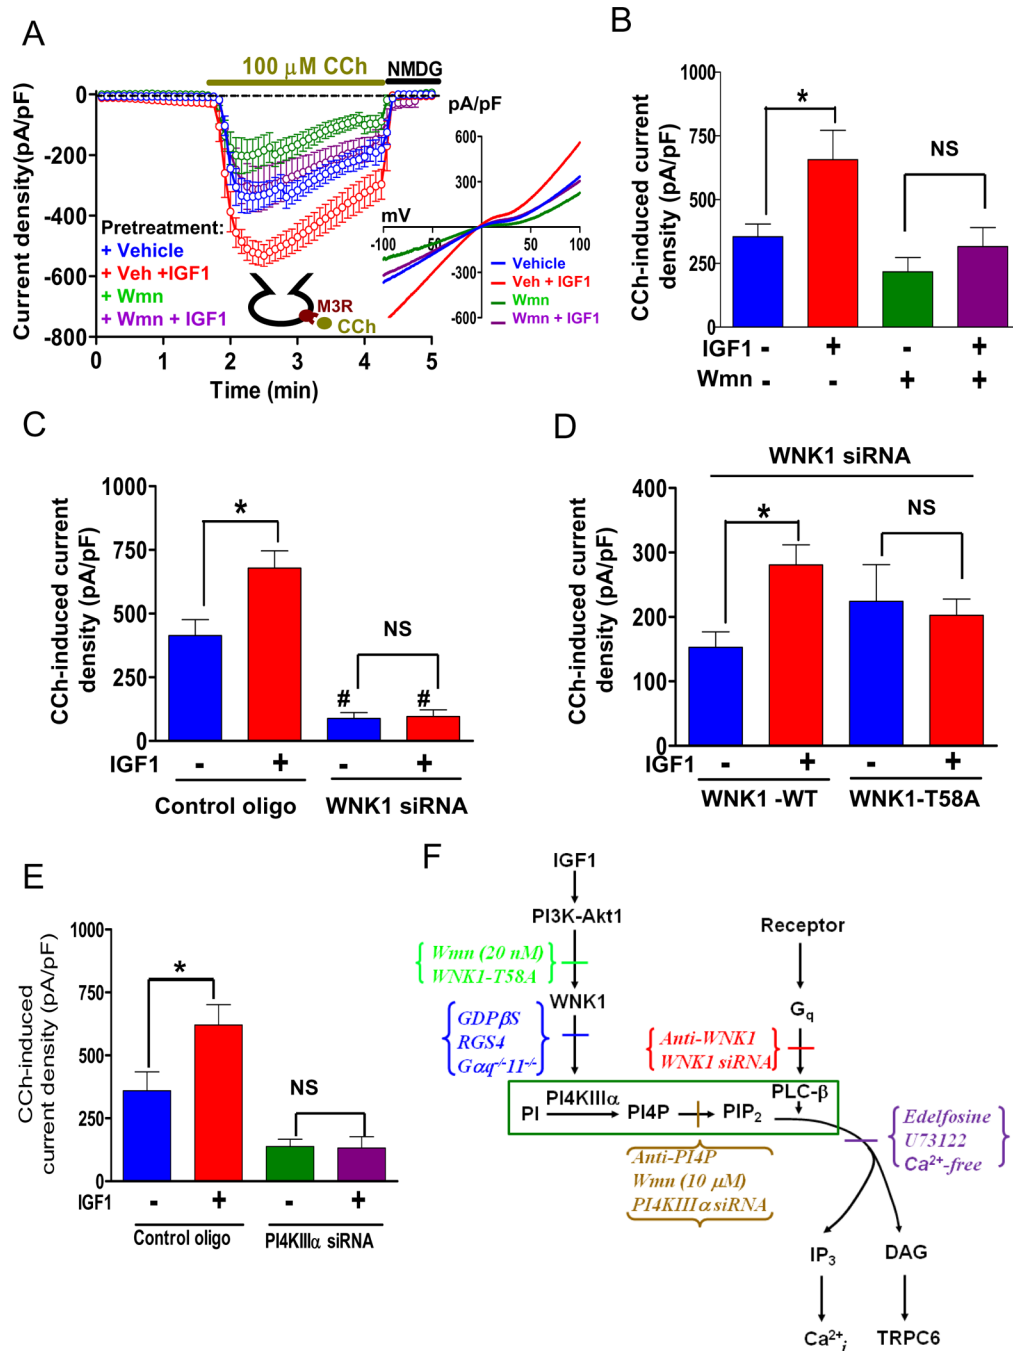 A
100 µM CCh
NMDG
Current density(pA/pF)
0
-200
-400
-600
-800
0 1 2 3 4 5
Time (min)
Pretreatment:
+ Vehicle
+ Veh +IGF1
+ Wmn
+ Wmn + IGF1
M3R
CCh
pA/pF
600
300
mV
-100 -50 50 100
-300
-600
Vehicle
Veh + IGF1
Wmn
Wmn + IGF1
B
CCh-induced current
density (pA/pF)
1000
750
500
250
0
*
NS
IGF1 - + - +
Wmn - - + +
C
CCh-induced current
density (pA/pF)
1000
750
500
250
0
*
NS
# #
IGF1 - + - +
Control oligo WNK1 siRNA
D
WNK1 siRNA
CCh-induced current
density (pA/pF)
400
300
200
100
0
*
NS
IGF1 - + - +
WNK1 -WT WNK1-T58A
E
CCh-induced
current density (pA/pF)
1000
750
500
250
0
*
NS
IGF1 - + - +
Control oligo PI4KIIIα siRNA
F
IGF1
PI3K-Akt1
Wmn (20 nM)
WNK1-T58A
WNK1
GDPβS
RGS4
Gαq-/-11-/-
Receptor
Gq
Anti-WNK1
WNK1 siRNA
PLC-β
PI PI4KIIIα PI4P PIP2
Anti-PI4P
Wmn (10 µM)
PI4KIIIα siRNA
Edelfosine
U73122
Ca2+-free
IP3 DAG
Ca2+i TRPC6